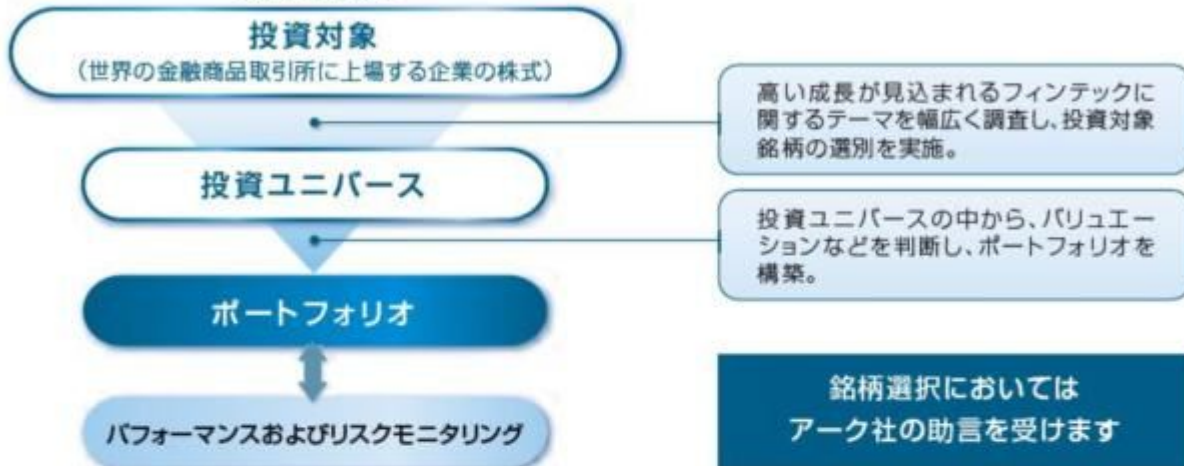 投資対象
(世界の金融商品取引所に上場する企業の株式)
高い成長が見込まれるフィンテックに
関するテーマを幅広く調査し、投資対象
銘柄の選別を実施。
投資ユニバース
投資ユニバースの中から、バリュエー
ションなどを判断し、ポートフォリオを
構築。
ポートフォリオ
パフォーマンスおよびリスクモニタリング
銘柄選択においては
アーク社の助言を受けます